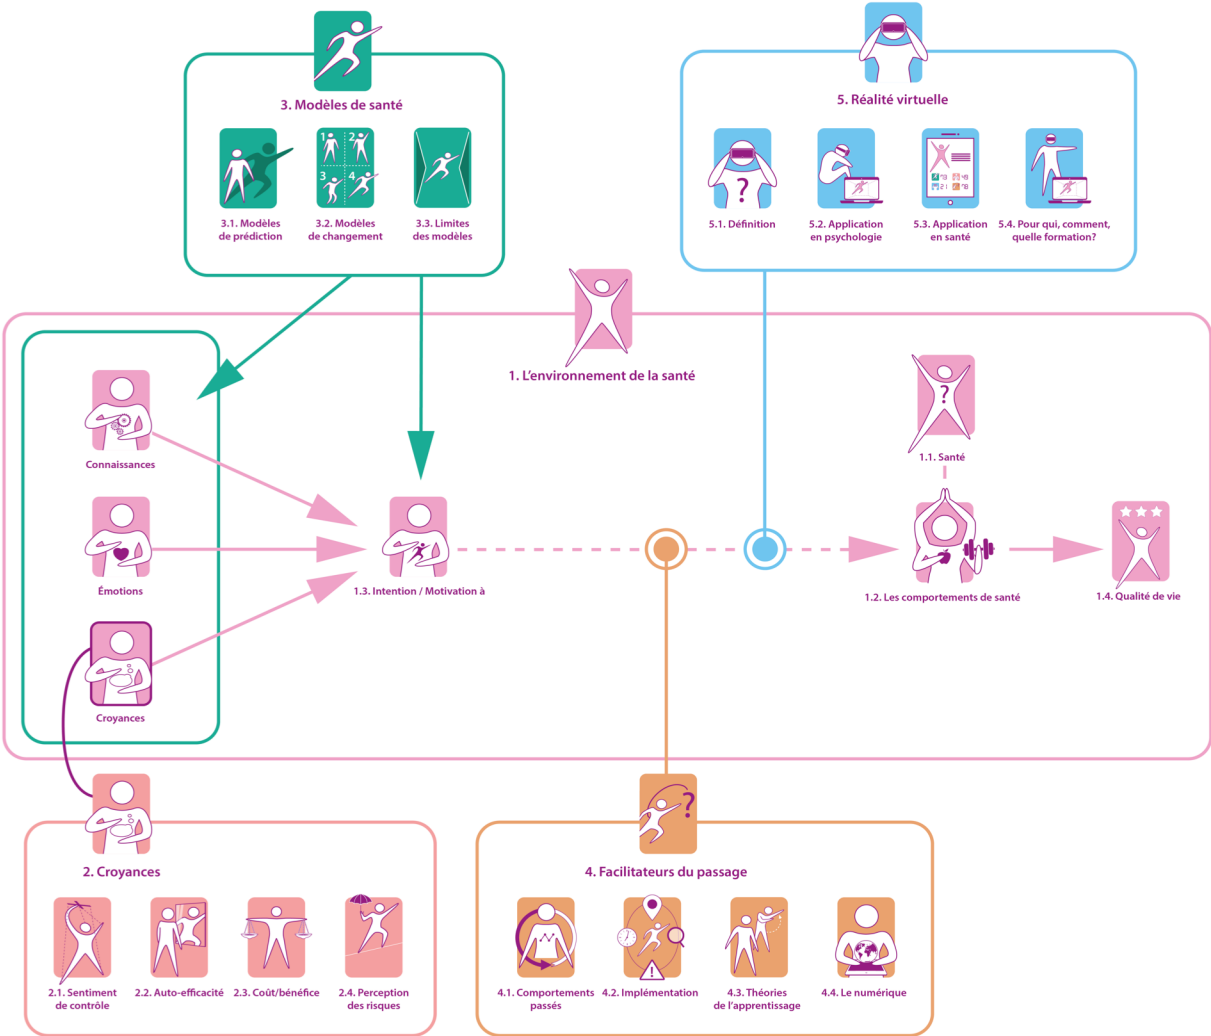 3. Modèles de santé
1
2
3
4
3.1. Modèles
de prédiction
3.2. Modèles
de changement
3.3. Limites
des modèles
5. Réalité virtuelle
?
5.1. Définition
5.2. Application
en psychologie
5.3. Application
en santé
5.4. Pour qui, comment,
quelle formation?
1. L'environnement de la santé
Connaissances
Émotions
Croyances
1.3. Intention / Motivation à
?
1.1. Santé
1.2. Les comportements de santé
1.4. Qualité de vie
2. Croyances
2.1. Sentiment
de contrôle
2.2. Auto-efficacité
2.3. Coût/bénéfice
2.4. Perception
des risques
?
4. Facilitateurs du passage
!
4.1. Comportements
passés
4.2. Implémentation
4.3. Théories
de l'apprentissage
4.4. Le numérique